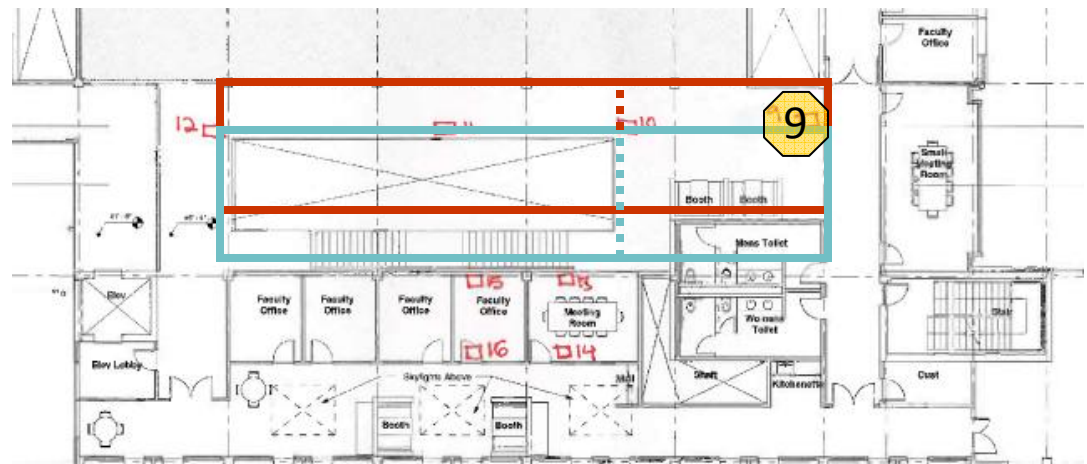 Faculty
Office
12
11
10
9
Small
Meeting
Room
Booth
Booth
Mens Toilet
15
13
Elev
Faculty
Office
Faculty
Office
Faculty
Office
Faculty
Office
Meeting
Room
Womens
Toilet
Stair
16
14
Elev Lobby
Skylights Above
Shaft
Kitchenette
Cust
Booth
Booth